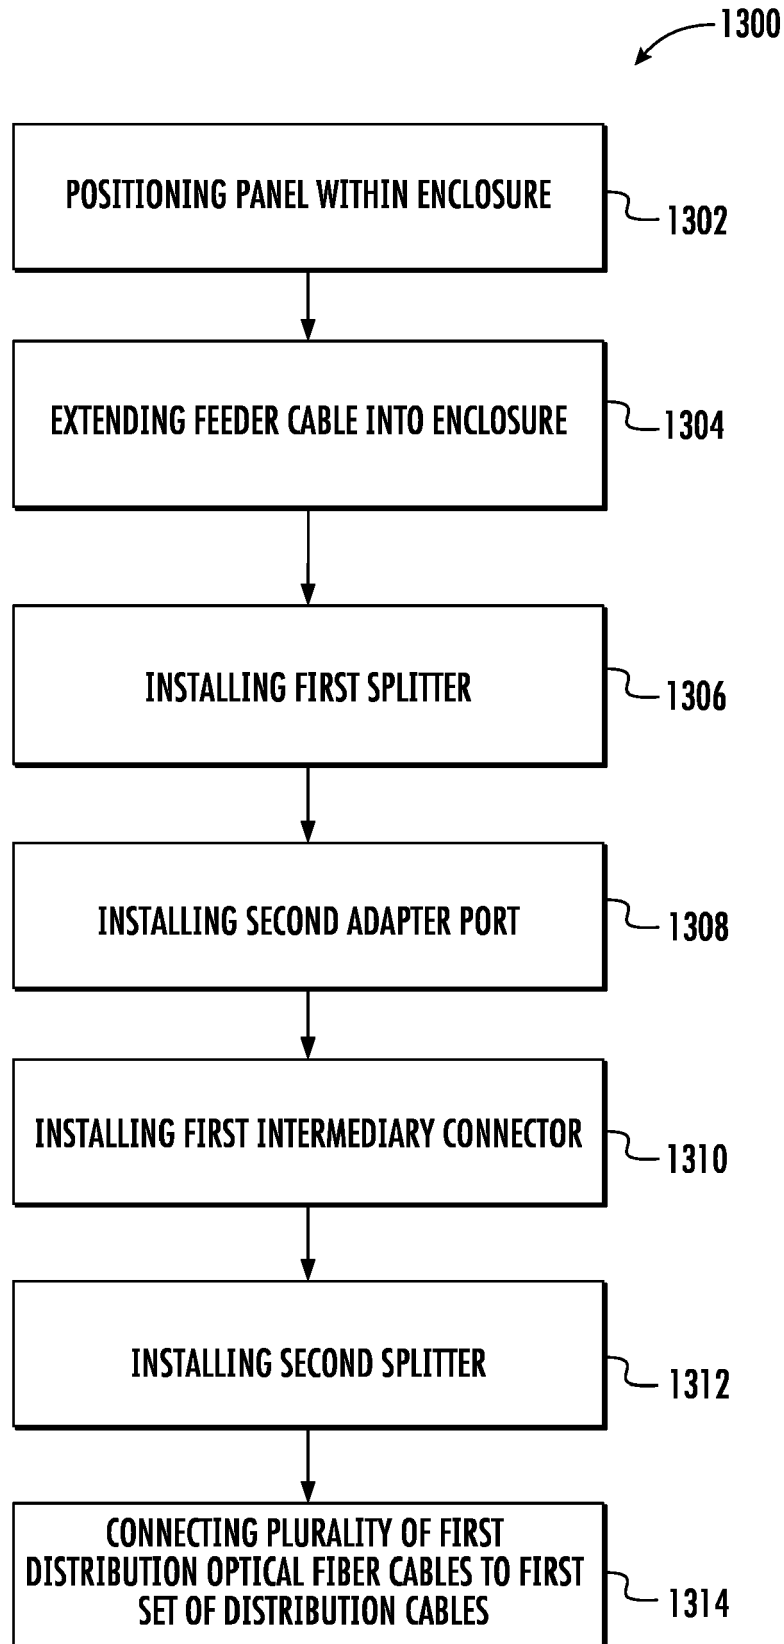 1300
POSITIONING PANEL WITHIN ENCLOSURE
1302
EXTENDING FEEDER CABLE INTO ENCLOSURE
1304
INSTALLING FIRST SPLITTER
1306
INSTALLING SECOND ADAPTER PORT
1308
INSTALLING FIRST INTERMEDIARY CONNECTOR
1310
INSTALLING SECOND SPLITTER
1312
CONNECTING PLURALITY OF FIRST
DISTRIBUTION OPTICAL FIBER CABLES TO FIRST
SET OF DISTRIBUTION CABLES
1314